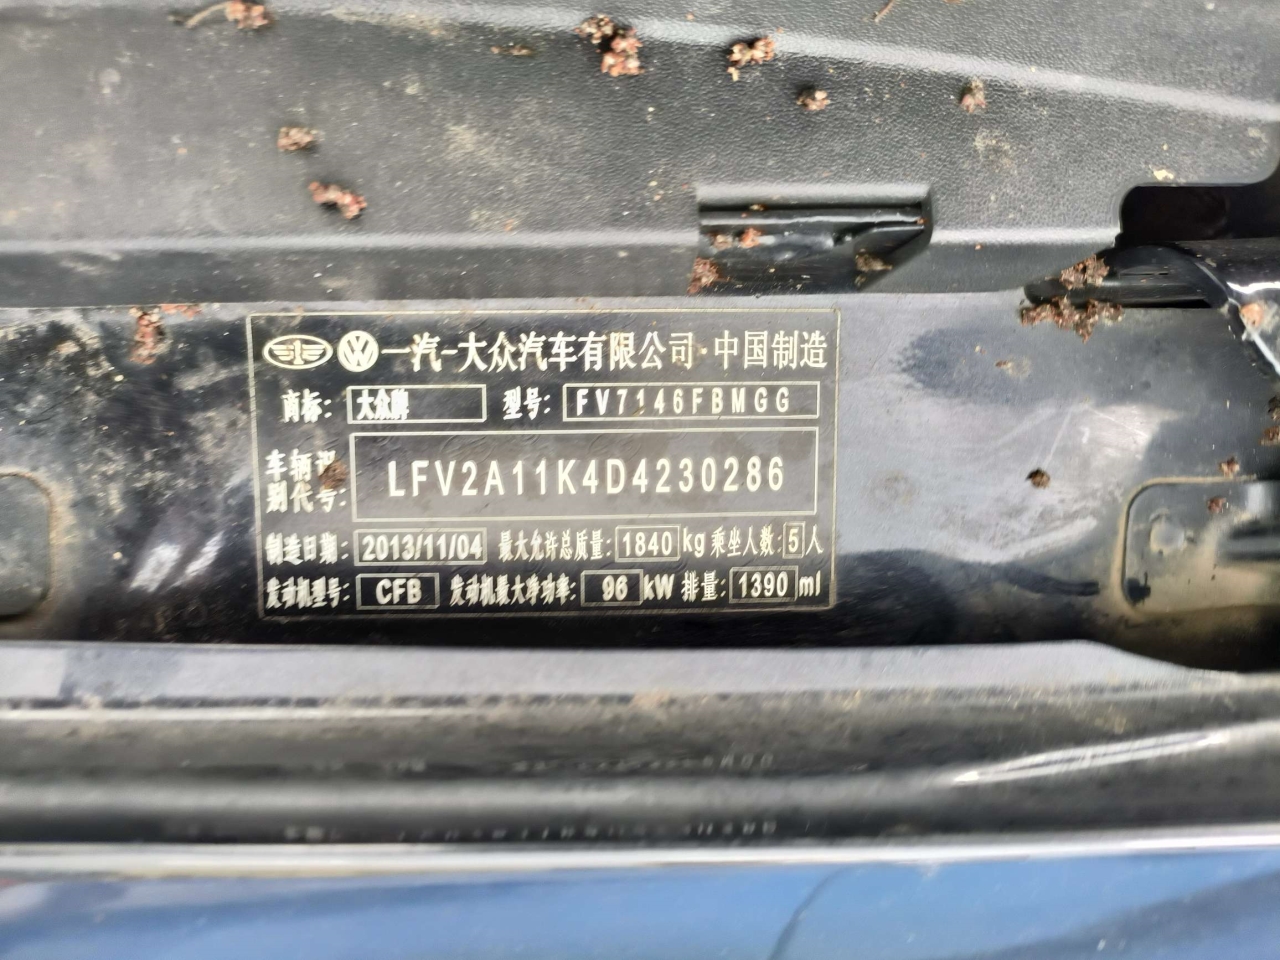 一汽-大众汽车有限公司·中国制造
商标: 大众牌 型号: FV7146FBMGG
车辆识别代号: LFV2A11K4D4230286
制造日期: 2013/11/04 最大允许总质量: 1840 kg 乘坐人数: 5 人
发动机型号: CFB 发动机最大净功率: 96 kW 排量: 1390 ml